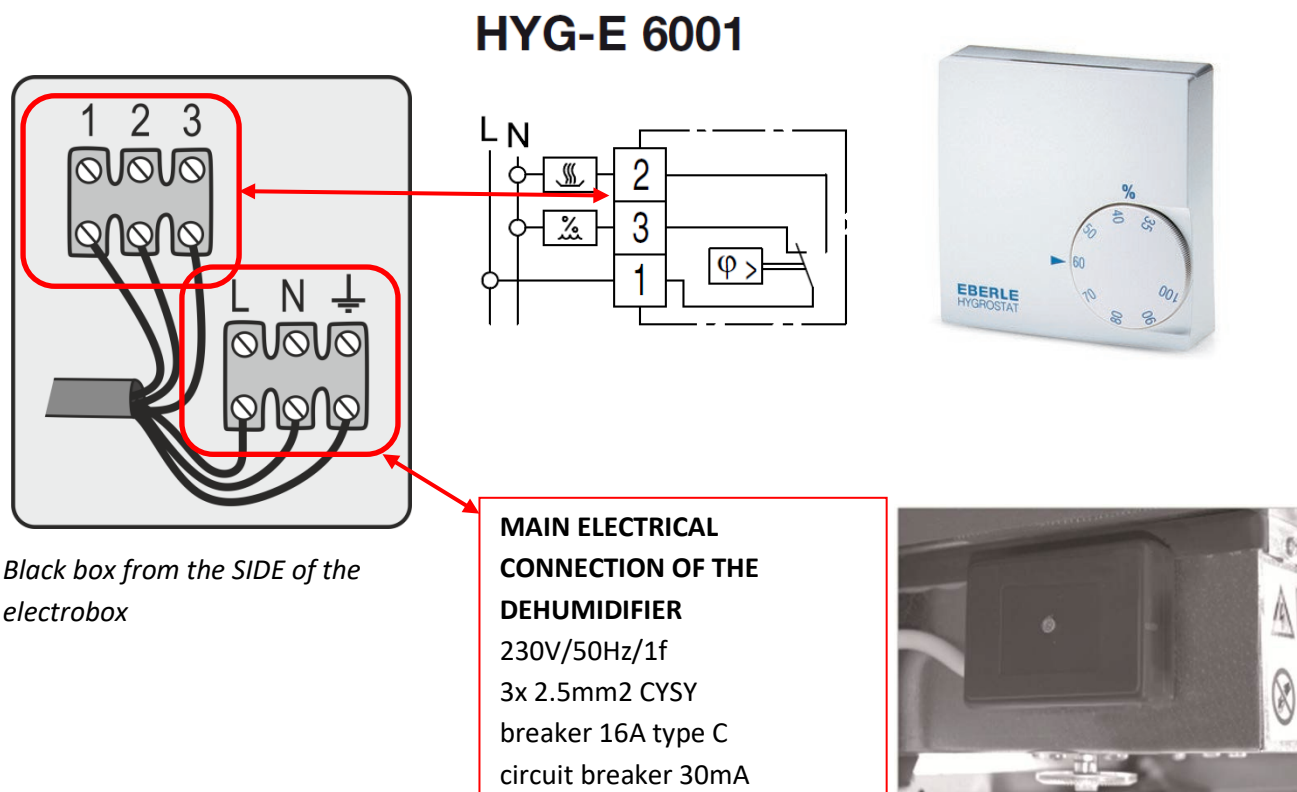 HYG-E 6001
1 2 3
L N
L N
2
3
1
%
φ >
%
35
40
50
60
70
80
90
100
EBERLE
HYGROSTAT
Black box from the SIDE of the
electrobox
MAIN ELECTRICAL
CONNECTION OF THE
DEHUMIDIFIER
230V/50Hz/1f
3x 2.5mm2 CYSY
breaker 16A type C
circuit breaker 30mA